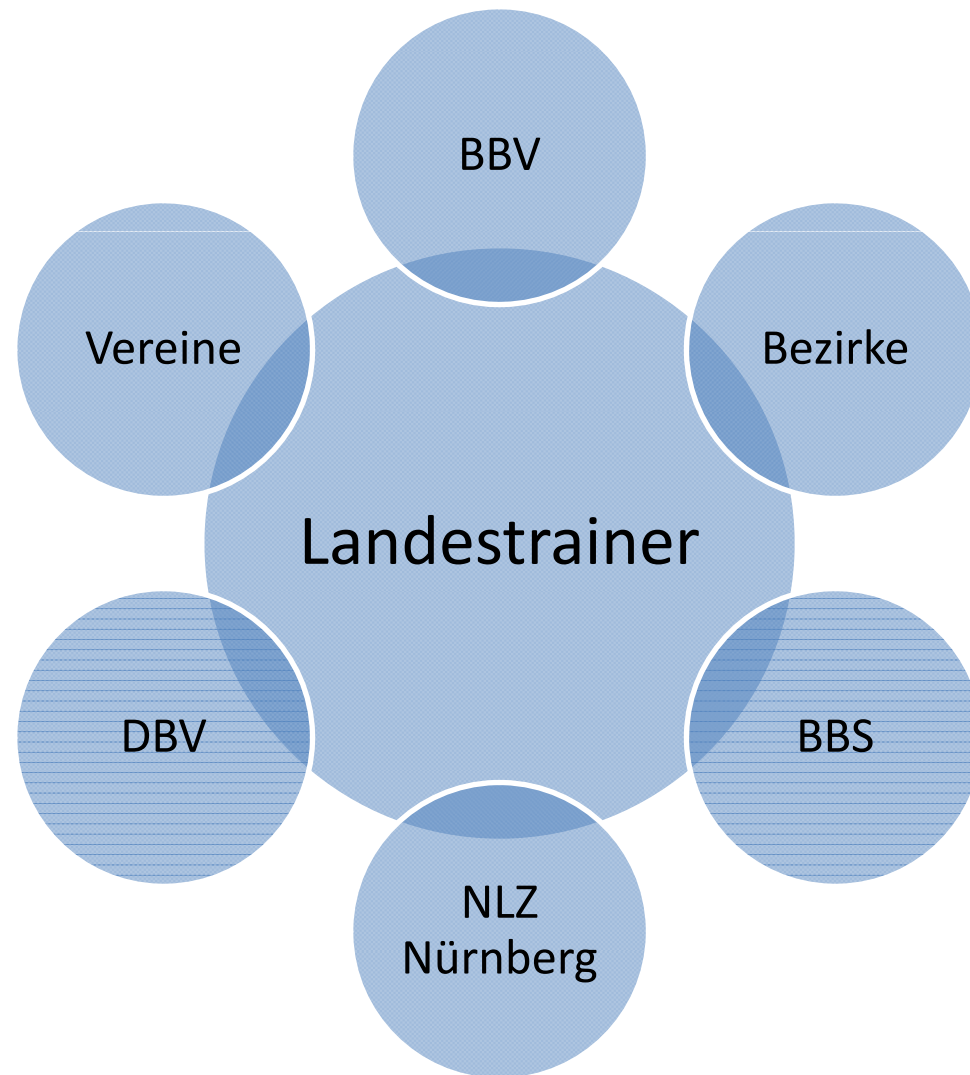 BBV
Vereine
Bezirke
Landestrainer
DBV
BBS
NLZ
Nürnberg